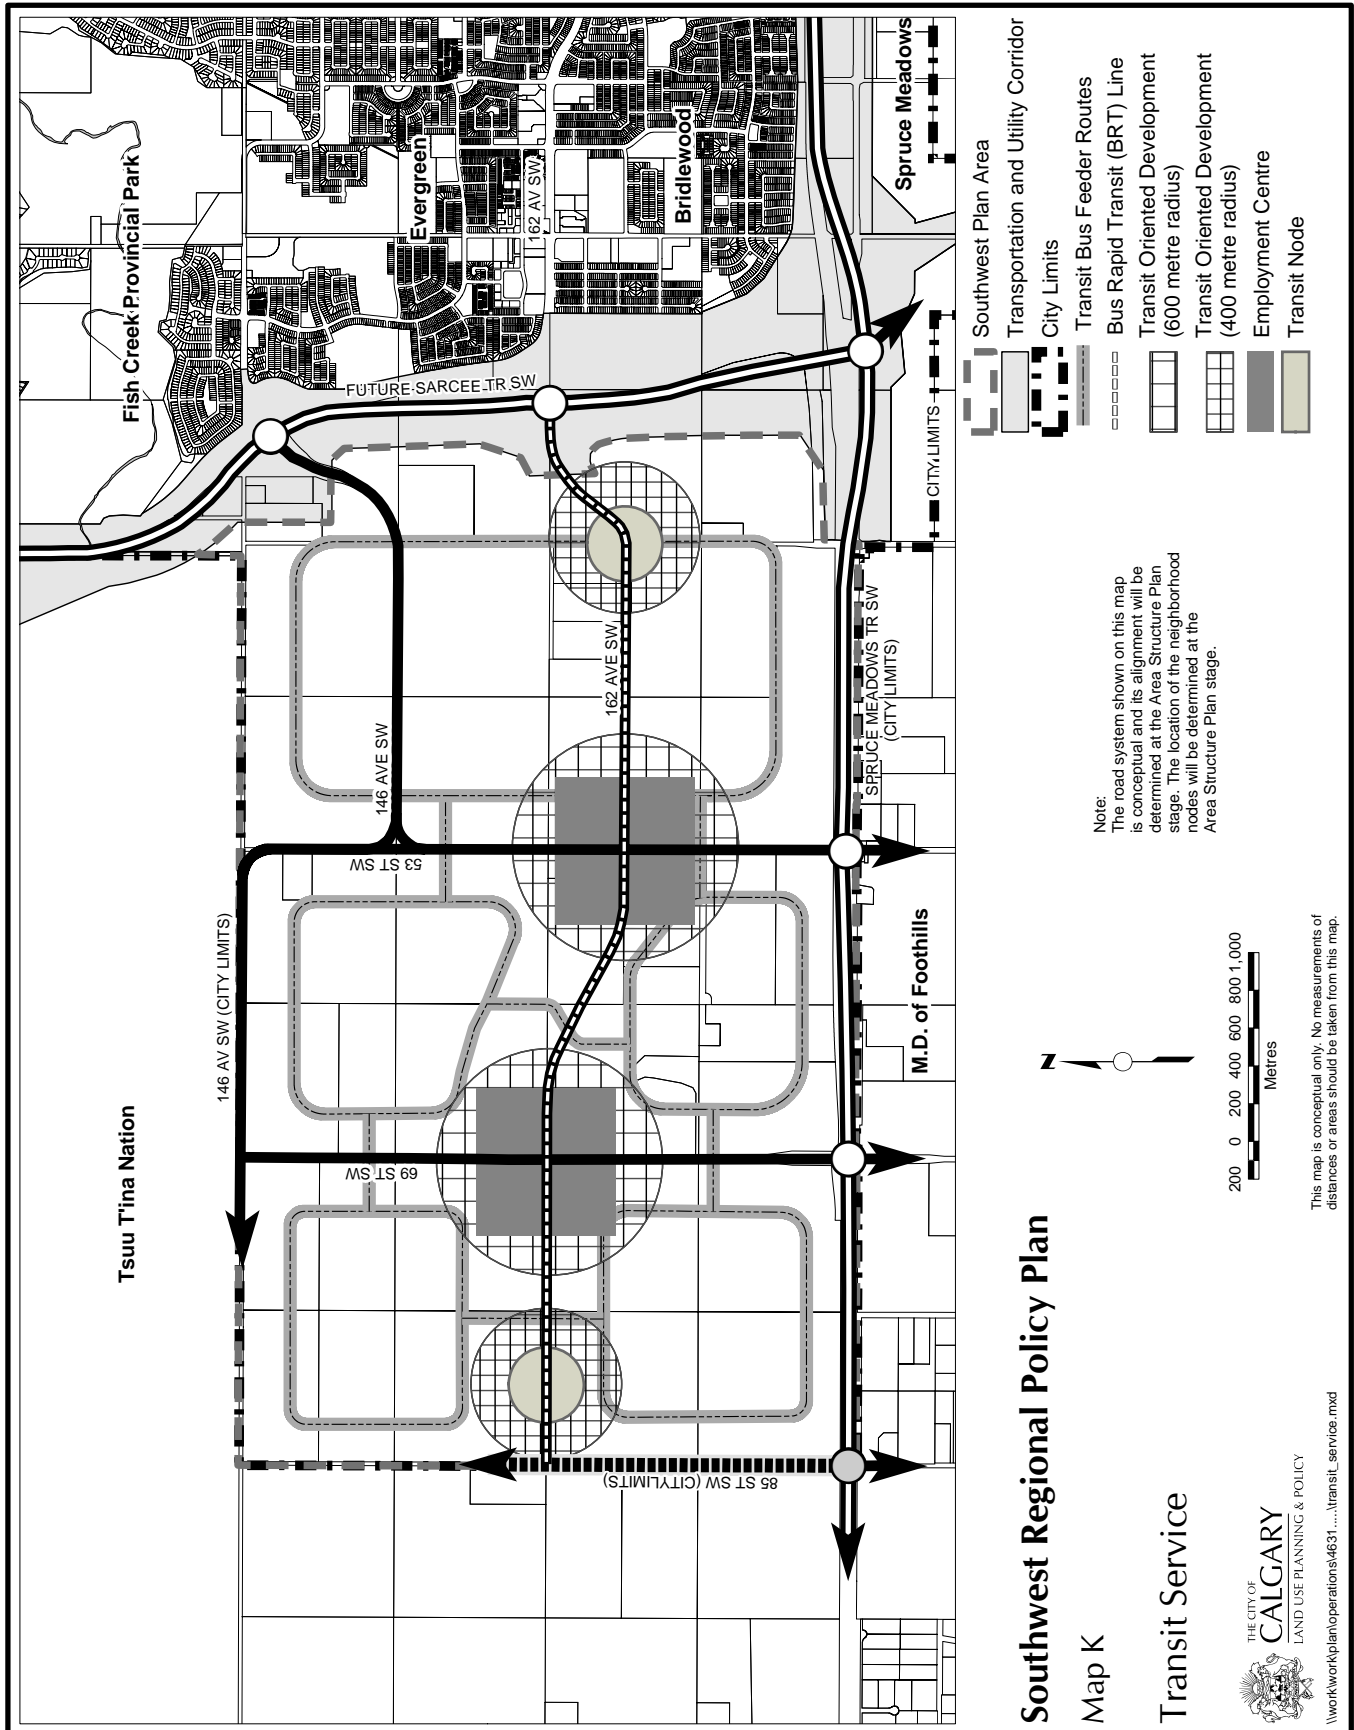 Fish Creek Provincial Park
Evergreen
162 AV SW
Bridlewood
Spruce Meadows
FUTURE SARCEE TR SW
CITY LIMITS
Tsuu T'ina Nation
146 AV SW (CITY LIMITS)
146 AVE SW
53 ST SW
162 AVE SW
69 ST SW
85 ST SW (CITY LIMITS)
SPRUCE MEADOWS TR SW
(CITY LIMITS)
M.D. of Foothills
Southwest Regional Policy Plan
Map K
Transit Service
THE CITY OF
CALGARY
LAND USE PLANNING & POLICY
\\work\work\plan\operations\4631.....\transit_service.mxd
N
200 0 200 400 600 800 1,000
Metres
This map is conceptual only. No measurements of
distances or areas should be taken from this map.
Note:
The road system shown on this map
is conceptual and its alignment will be
determined at the Area Structure Plan
stage. The location of the neighborhood
nodes will be determined at the
Area Structure Plan stage.
Southwest Plan Area
Transportation and Utility Corridor
City Limits
Transit Bus Feeder Routes
Bus Rapid Transit (BRT) Line
Transit Oriented Development
(600 metre radius)
Transit Oriented Development
(400 metre radius)
Employment Centre
Transit Node